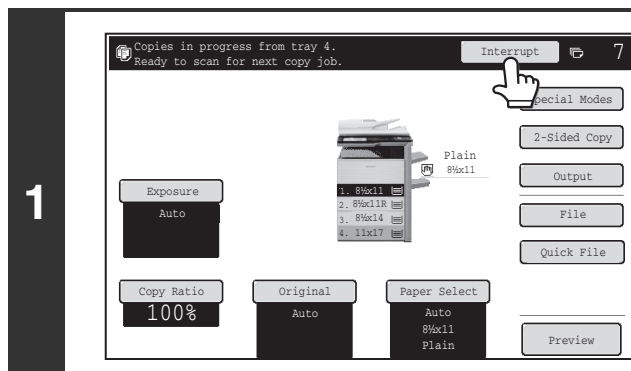 1
Copies in progress from tray 4.
Ready to scan for next copy job.
Interrupt
7
Special Modes
2-Sided Copy
Output
File
Quick File
Plain
8½x11
1. 8½x11
2. 8½x11R
3. 8½x14
4. 11x17
Exposure
Auto
Copy Ratio
100%
Original
Auto
Paper Select
Auto
8½x11
Plain
Preview